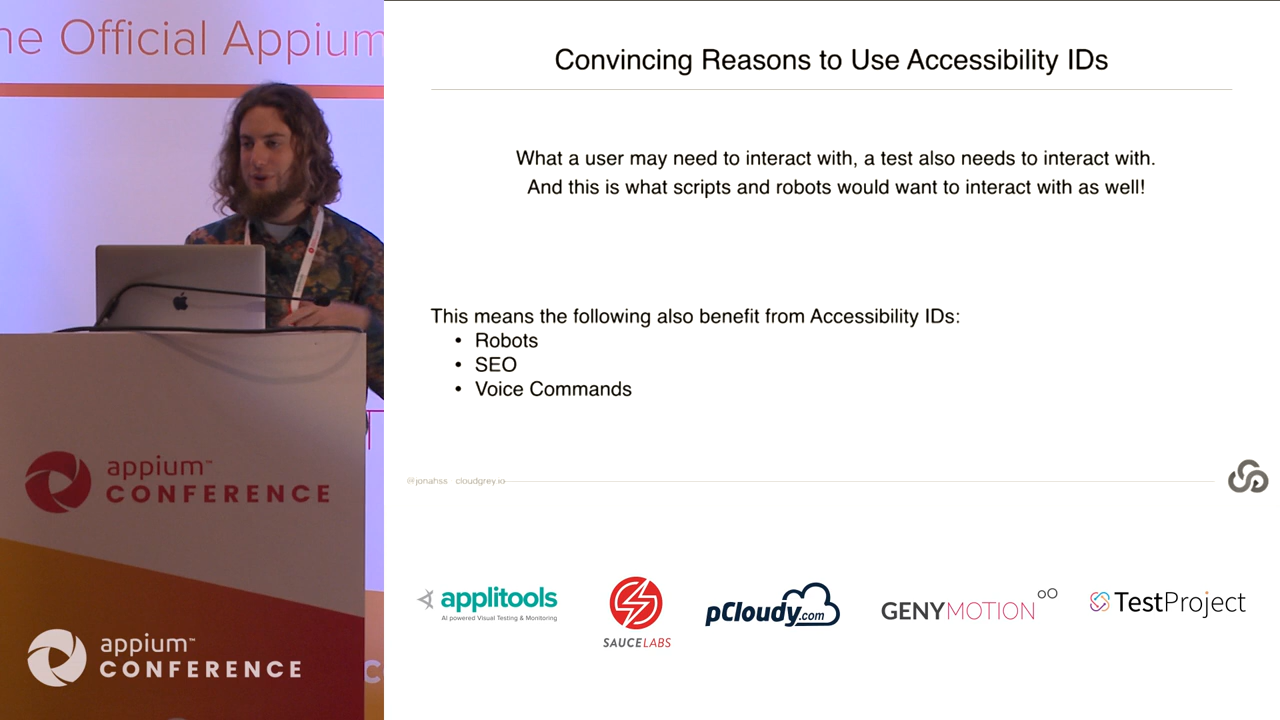 he Official Appium
appium™
CONFERENCE
appium™
CONFERENCE
Convincing Reasons to Use Accessibility IDs
What a user may need to interact with, a test also needs to interact with.
And this is what scripts and robots would want to interact with as well!
This means the following also benefit from Accessibility IDs:
• Robots
• SEO
• Voice Commands
@jonahss cloudgrey.io
applitools
AI powered Visual Testing & Monitoring
SAUCELABS
pCloudy.com
GENYMOTION
TestProject